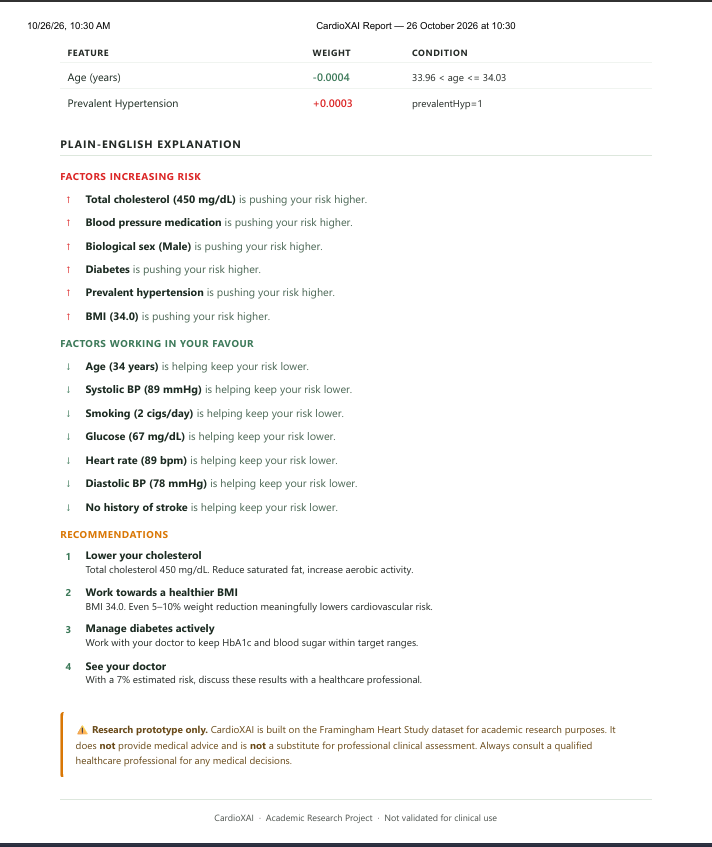 10/26/26, 10:30 AM CardioXAI Report — 26 October 2026 at 10:30
FEATURE WEIGHT CONDITION
Age (years) -0.0004 33.96 < age <= 34.03
Prevalent Hypertension +0.0003 prevalentHyp=1
PLAIN-ENGLISH EXPLANATION
FACTORS INCREASING RISK
↑ Total cholesterol (450 mg/dL) is pushing your risk higher.
↑ Blood pressure medication is pushing your risk higher.
↑ Biological sex (Male) is pushing your risk higher.
↑ Diabetes is pushing your risk higher.
↑ Prevalent hypertension is pushing your risk higher.
↑ BMI (34.0) is pushing your risk higher.
FACTORS WORKING IN YOUR FAVOUR
↓ Age (34 years) is helping keep your risk lower.
↓ Systolic BP (89 mmHg) is helping keep your risk lower.
↓ Smoking (2 cigs/day) is helping keep your risk lower.
↓ Glucose (67 mg/dL) is helping keep your risk lower.
↓ Heart rate (89 bpm) is helping keep your risk lower.
↓ Diastolic BP (78 mmHg) is helping keep your risk lower.
↓ No history of stroke is helping keep your risk lower.
RECOMMENDATIONS
1 Lower your cholesterol
Total cholesterol 450 mg/dL. Reduce saturated fat, increase aerobic activity.
2 Work towards a healthier BMI
BMI 34.0. Even 5–10% weight reduction meaningfully lowers cardiovascular risk.
3 Manage diabetes actively
Work with your doctor to keep HbA1c and blood sugar within target ranges.
4 See your doctor
With a 7% estimated risk, discuss these results with a healthcare professional.
⚠ Research prototype only. CardioXAI is built on the Framingham Heart Study dataset for academic research purposes. It
does not provide medical advice and is not a substitute for professional clinical assessment. Always consult a qualified
healthcare professional for any medical decisions.
CardioXAI · Academic Research Project · Not validated for clinical use